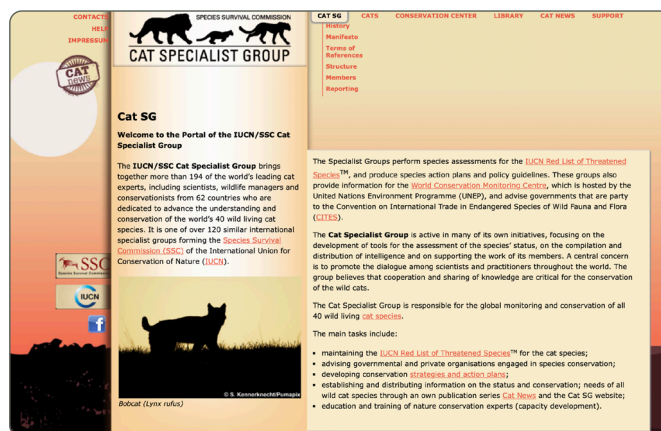 CONTACT
HELP
IMPRESSUM
CAT
news
SPECIES SURVIVAL COMMISSION
CAT SPECIALIST GROUP
CAT SG CATS CONSERVATION CENTER LIBRARY CAT NEWS SUPPORT
History
Manifesto
Terms of
References
Structure
Members
Reporting
Cat SG
Welcome to the Portal of the IUCN/SSC Cat
Specialist Group
The IUCN/SSC Cat Specialist Group brings
together more than 194 of the world's leading cat
experts, including scientists, wildlife managers and
conservationists from 62 countries who are
dedicated to advance the understanding and
conservation of the world's 40 wild living cat
species. It is one of over 120 similar international
specialist groups forming the Species Survival
Commission (SSC) of the International Union for
Conservation of Nature (IUCN).
SSC
IUCN
f
© S. Kennerknecht/Pumapix
Bobcat (Lynx rufus)
The Specialist Groups perform species assessments for the IUCN Red List of Threatened
Species™, and produce species action plans and policy guidelines. These groups also
provide information for the World Conservation Monitoring Centre, which is hosted by the
United Nations Environment Programme (UNEP), and advise governments that are party
to the Convention on International Trade in Endangered Species of Wild Fauna and Flora
(CITES).
The Cat Specialist Group is active in many of its own initiatives, focusing on the
development of tools for the assessment of the species' status, on the compilation and
distribution of intelligence and on supporting the work of its members. A central concern
is to promote the dialogue among scientists and practitioners throughout the world. The
group believes that cooperation and sharing of knowledge are critical for the conservation
of the wild cats.
The Cat Specialist Group is responsible for the global monitoring and conservation of all
40 wild living cat species.
The main tasks include:
• maintaining the IUCN Red List of Threatened Species™ for the cat species;
• advising governmental and private organisations engaged in species conservation;
• developing conservation strategies and action plans;
• establishing and distributing information on the status and conservation; needs of all
wild cat species through an own publication series Cat News and the Cat SG website;
• education and training of nature conservation experts (capacity development).